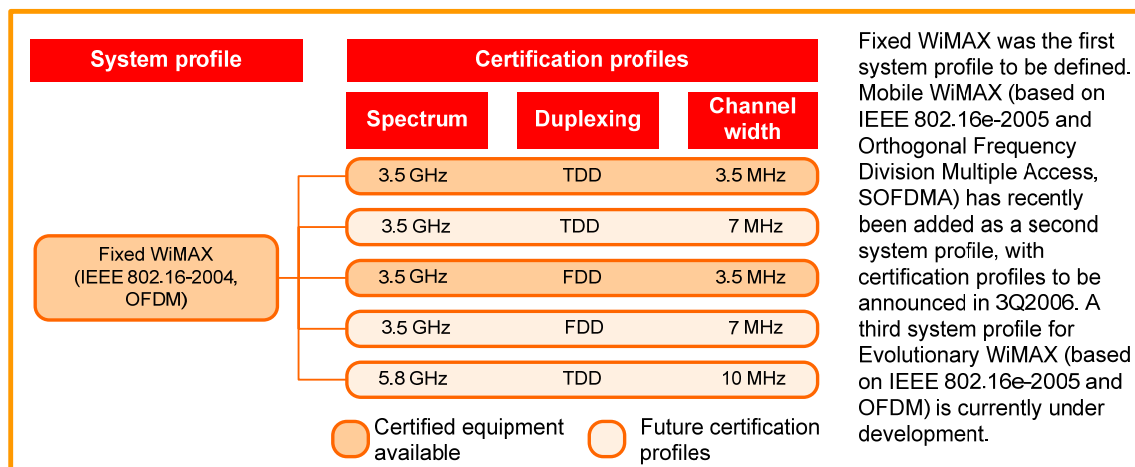 System profile
Certification profiles
Spectrum
Duplexing
Channel
width
3.5 GHz TDD 3.5 MHz
3.5 GHz TDD 7 MHz
3.5 GHz FDD 3.5 MHz
3.5 GHz FDD 7 MHz
5.8 GHz TDD 10 MHz
Fixed WiMAX
(IEEE 802.16-2004,
OFDM)
Certified equipment
available
Future certification
profiles
Fixed WiMAX was the first
system profile to be defined.
Mobile WiMAX (based on
IEEE 802.16e-2005 and
Orthogonal Frequency
Division Multiple Access,
SOFDMA) has recently
been added as a second
system profile, with
certification profiles to be
announced in 3Q2006. A
third system profile for
Evolutionary WiMAX (based
on IEEE 802.16e-2005 and
OFDM) is currently under
development.